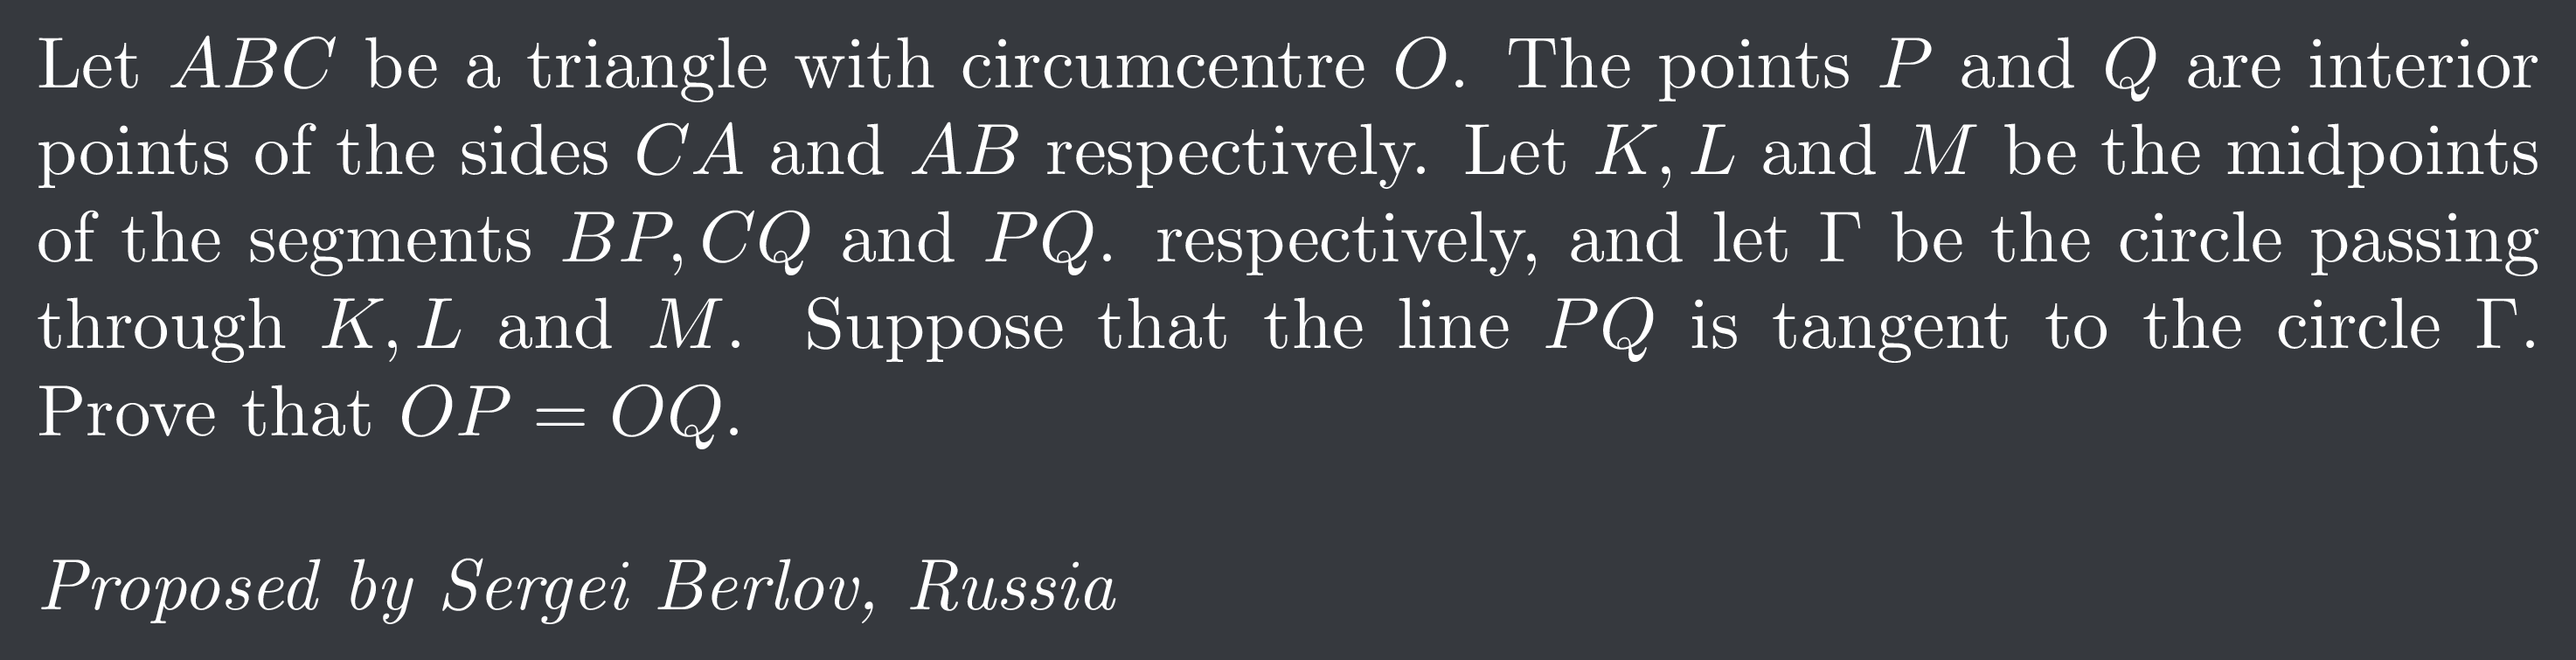 Let ABC be a triangle with circumcentre O. The points P and Q are interior
points of the sides CA and AB respectively. Let K, L and M be the midpoints
of the segments BP, CQ and PQ. respectively, and let Γ be the circle passing
through K, L and M. Suppose that the line PQ is tangent to the circle Γ.
Prove that OP = OQ.
Proposed by Sergei Berlov, Russia